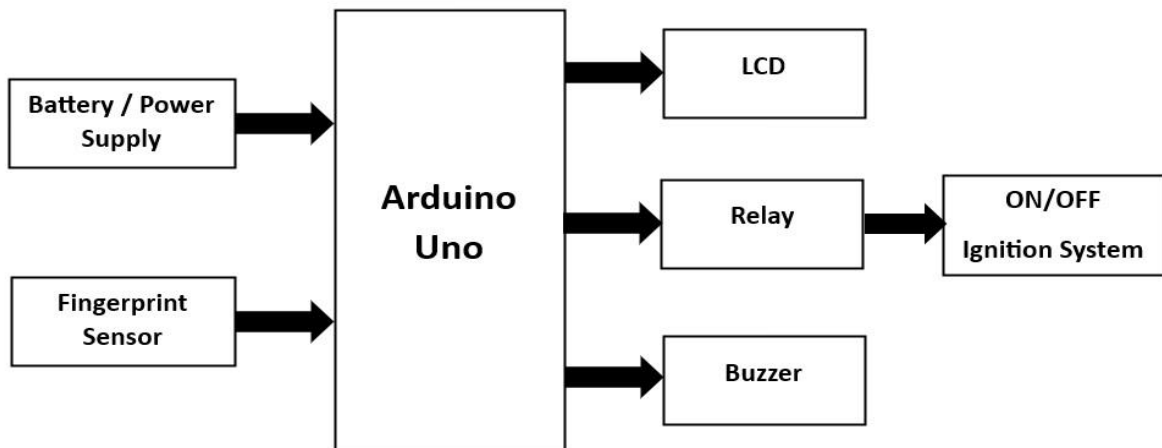 Battery / Power
Supply
Fingerprint
Sensor
Arduino
Uno
LCD
Relay
Buzzer
ON/OFF
Ignition System